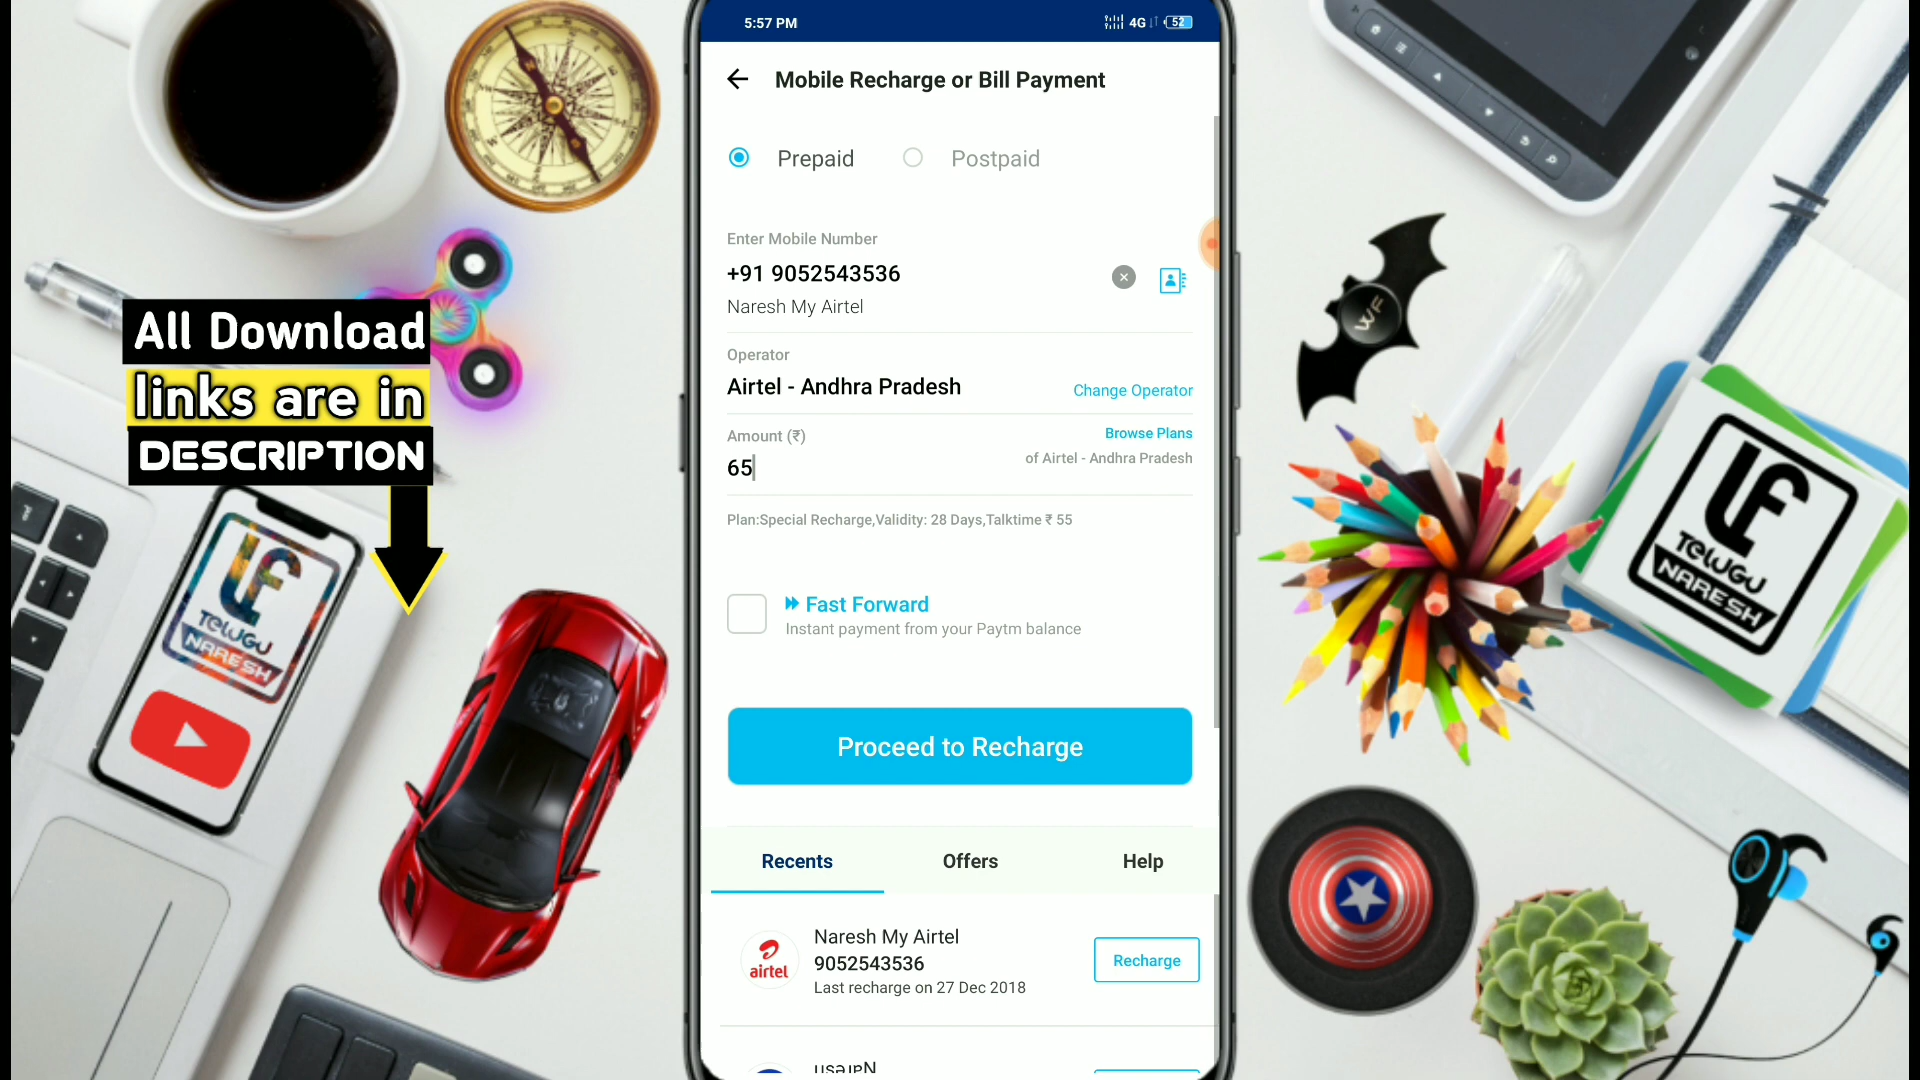 5:57 PM
4G
52
Mobile Recharge or Bill Payment
Prepaid
Postpaid
Enter Mobile Number
+91 9052543536
Naresh My Airtel
Operator
Airtel - Andhra Pradesh
Change Operator
Amount (₹)
Browse Plans
65
of Airtel - Andhra Pradesh
Plan:Special Recharge,Validity: 28 Days,Talktime ₹ 55
Fast Forward
Instant payment from your Paytm balance
Proceed to Recharge
Recents
Offers
Help
airtel
Naresh My Airtel
9052543536
Last recharge on 27 Dec 2018
Recharge
All Download
links are in
DESCRIPTION
TELUGU
NARESH
WF
TELUGU
NARESH